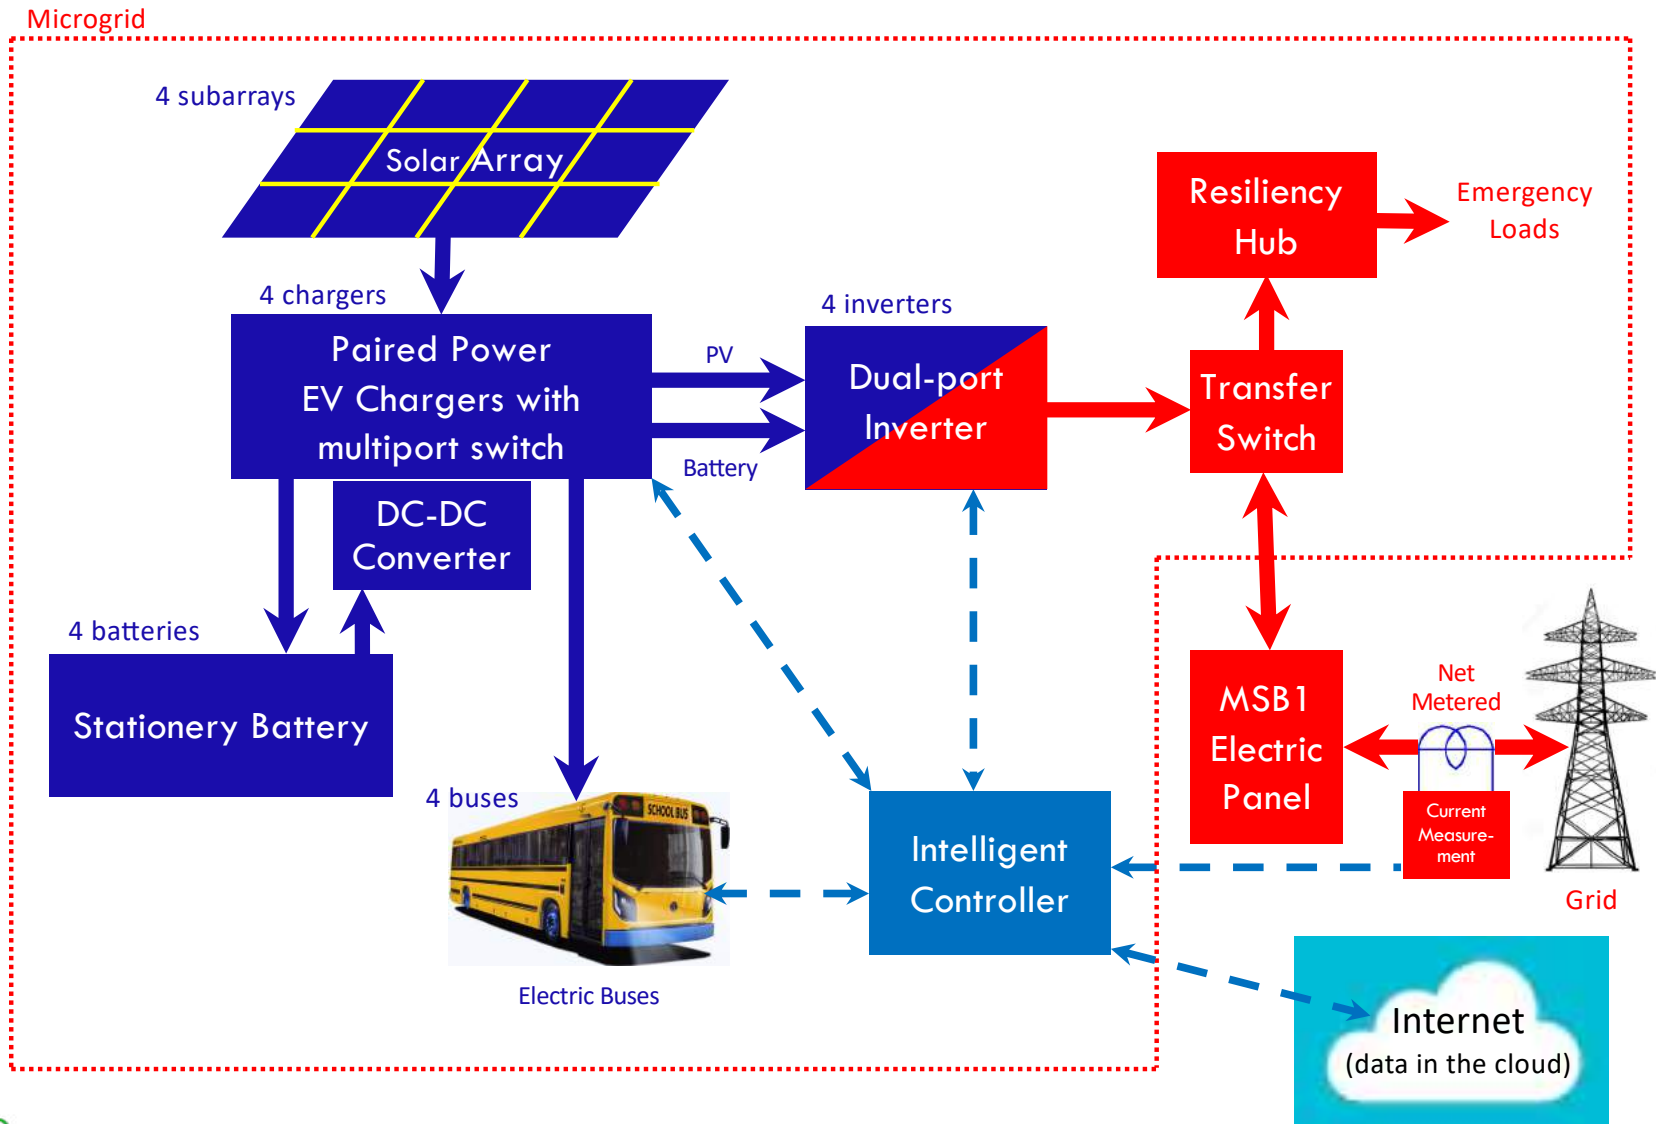 Microgrid
4 subarrays
Solar Array
4 chargers
Paired Power
EV Chargers with
multiport switch
PV
Battery
4 inverters
Dual-port
Inverter
Resiliency
Hub
Emergency
Loads
Transfer
Switch
DC-DC
Converter
4 batteries
Stationery Battery
4 buses
SCHOOL BUS
Electric Buses
Intelligent
Controller
MSB1
Electric
Panel
Net
Metered
Current
Measure-
ment
Grid
Internet
(data in the cloud)